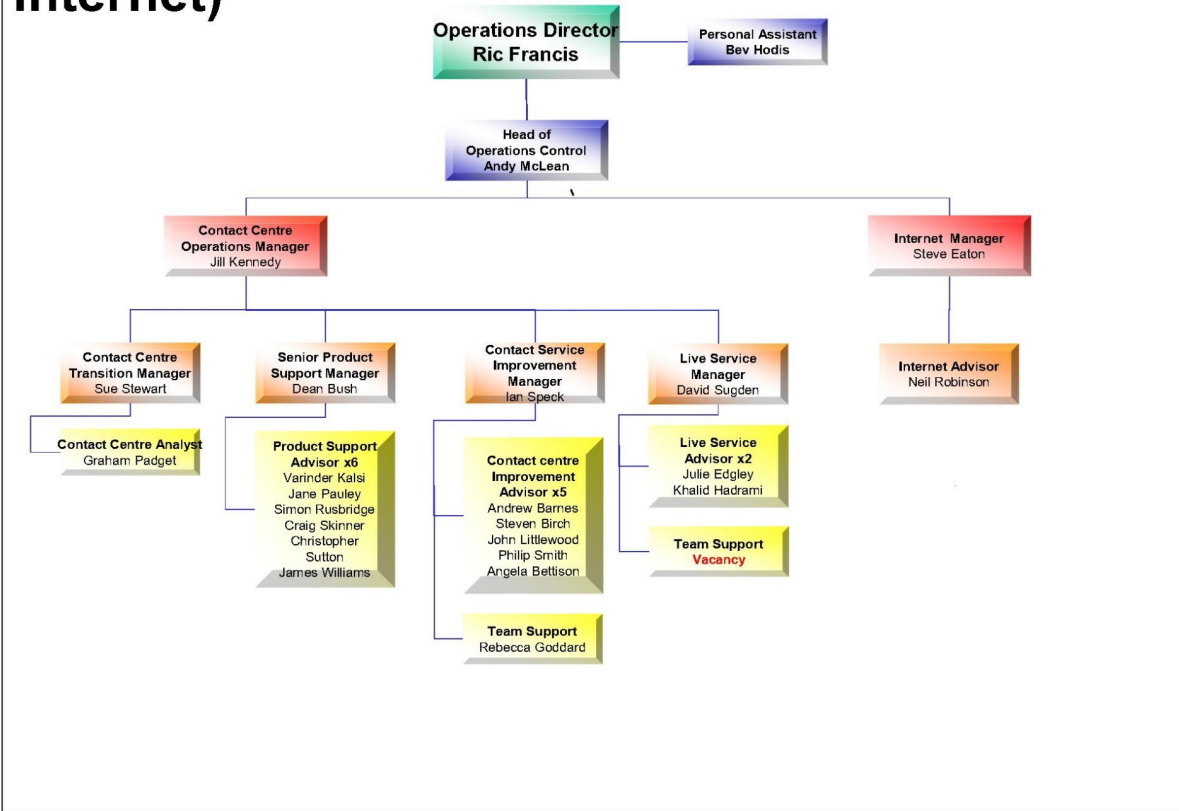 Internet)
Operations Director
Ric Francis
Personal Assistant
Bev Hodis
Head of
Operations Control
Andy McLean
Contact Centre
Operations Manager
Jill Kennedy
Internet Manager
Steve Eaton
Contact Centre
Transition Manager
Sue Stewart
Senior Product
Support Manager
Dean Bush
Contact Service
Improvement
Manager
Ian Speck
Live Service
Manager
David Sugden
Internet Advisor
Neil Robinson
Contact Centre Analyst
Graham Padget
Product Support
Advisor x6
Varinder Kalsi
Jane Pauley
Simon Rusbridge
Craig Skinner
Christopher
Sutton
James Williams
Contact centre
Improvement
Advisor x5
Andrew Barnes
Steven Birch
John Littlewood
Philip Smith
Angela Bettison
Live Service
Advisor x2
Julie Edgley
Khalid Hadrami
Team Support
Vacancy
Team Support
Rebecca Goddard